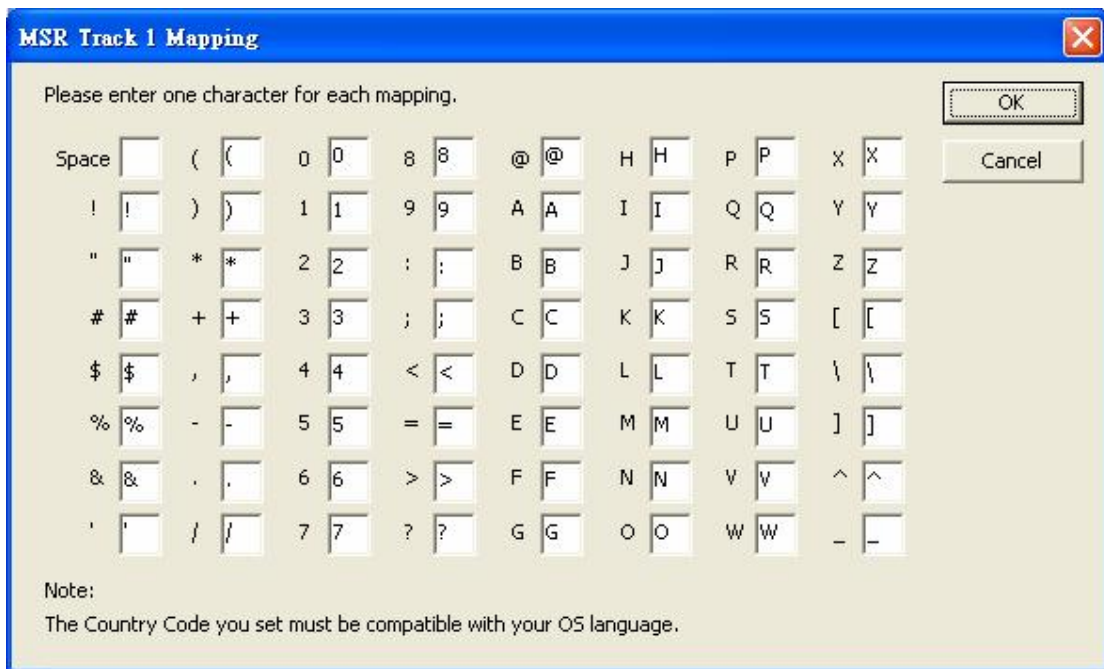 MSR Track 1 Mapping
Please enter one character for each mapping.
OK
Cancel
Space ( ( 0 0 8 8 @ @ H H P P X X
! ! ) ) 1 1 9 9 A A I I Q Q Y Y
" " * * 2 2 : : B B J J R R Z Z
# # + + 3 3 ; ; C C K K S S [ [
$ $ , , 4 4 < < D D L L T T \ \
% % - - 5 5 = = E E M M U U ] ]
& & . . 6 6 > > F F N N V V ^ ^
' ' / / 7 7 ? ? G G O O W W _ _
Note:
The Country Code you set must be compatible with your OS language.